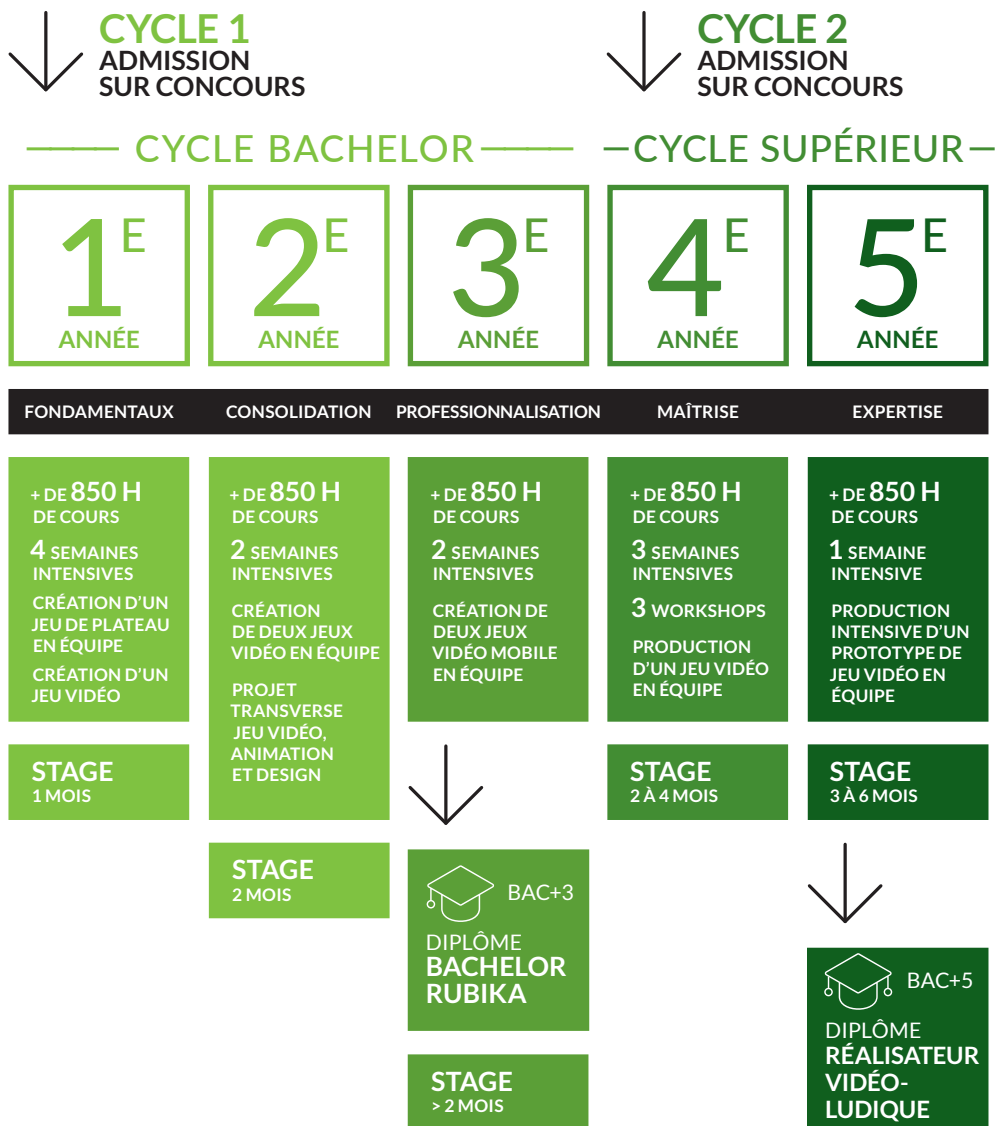 CYCLE 1
ADMISSION
SUR CONCOURS
CYCLE 2
ADMISSION
SUR CONCOURS
CYCLE BACHELOR
CYCLE SUPÉRIEUR
1E
ANNÉE
2E
ANNÉE
3E
ANNÉE
4E
ANNÉE
5E
ANNÉE
FONDAMENTAUX
CONSOLIDATION
PROFESSIONNALISATION
MAÎTRISE
EXPERTISE
+ DE 850 H
DE COURS
4 SEMAINES
INTENSIVES
CRÉATION D'UN
JEU DE PLATEAU
EN ÉQUIPE
CRÉATION D'UN
JEU VIDÉO
STAGE
1 MOIS
+ DE 850 H
DE COURS
2 SEMAINES
INTENSIVES
CRÉATION
DE DEUX JEUX
VIDÉO EN ÉQUIPE
PROJET
TRANSVERSE
JEU VIDÉO,
ANIMATION
ET DESIGN
STAGE
2 MOIS
+ DE 850 H
DE COURS
2 SEMAINES
INTENSIVES
CRÉATION DE
DEUX JEUX
VIDÉO MOBILE
EN ÉQUIPE
BAC+3
DIPLÔME
BACHELOR
RUBIKA
STAGE
> 2 MOIS
+ DE 850 H
DE COURS
3 SEMAINES
INTENSIVES
3 WORKSHOPS
PRODUCTION
D'UN JEU VIDÉO
EN ÉQUIPE
STAGE
2 À 4 MOIS
+ DE 850 H
DE COURS
1 SEMAINE
INTENSIVE
PRODUCTION
INTENSIVE D'UN
PROTOTYPE DE
JEU VIDÉO EN
ÉQUIPE
STAGE
3 À 6 MOIS
BAC+5
DIPLÔME
RÉALISATEUR
VIDÉO-
LUDIQUE